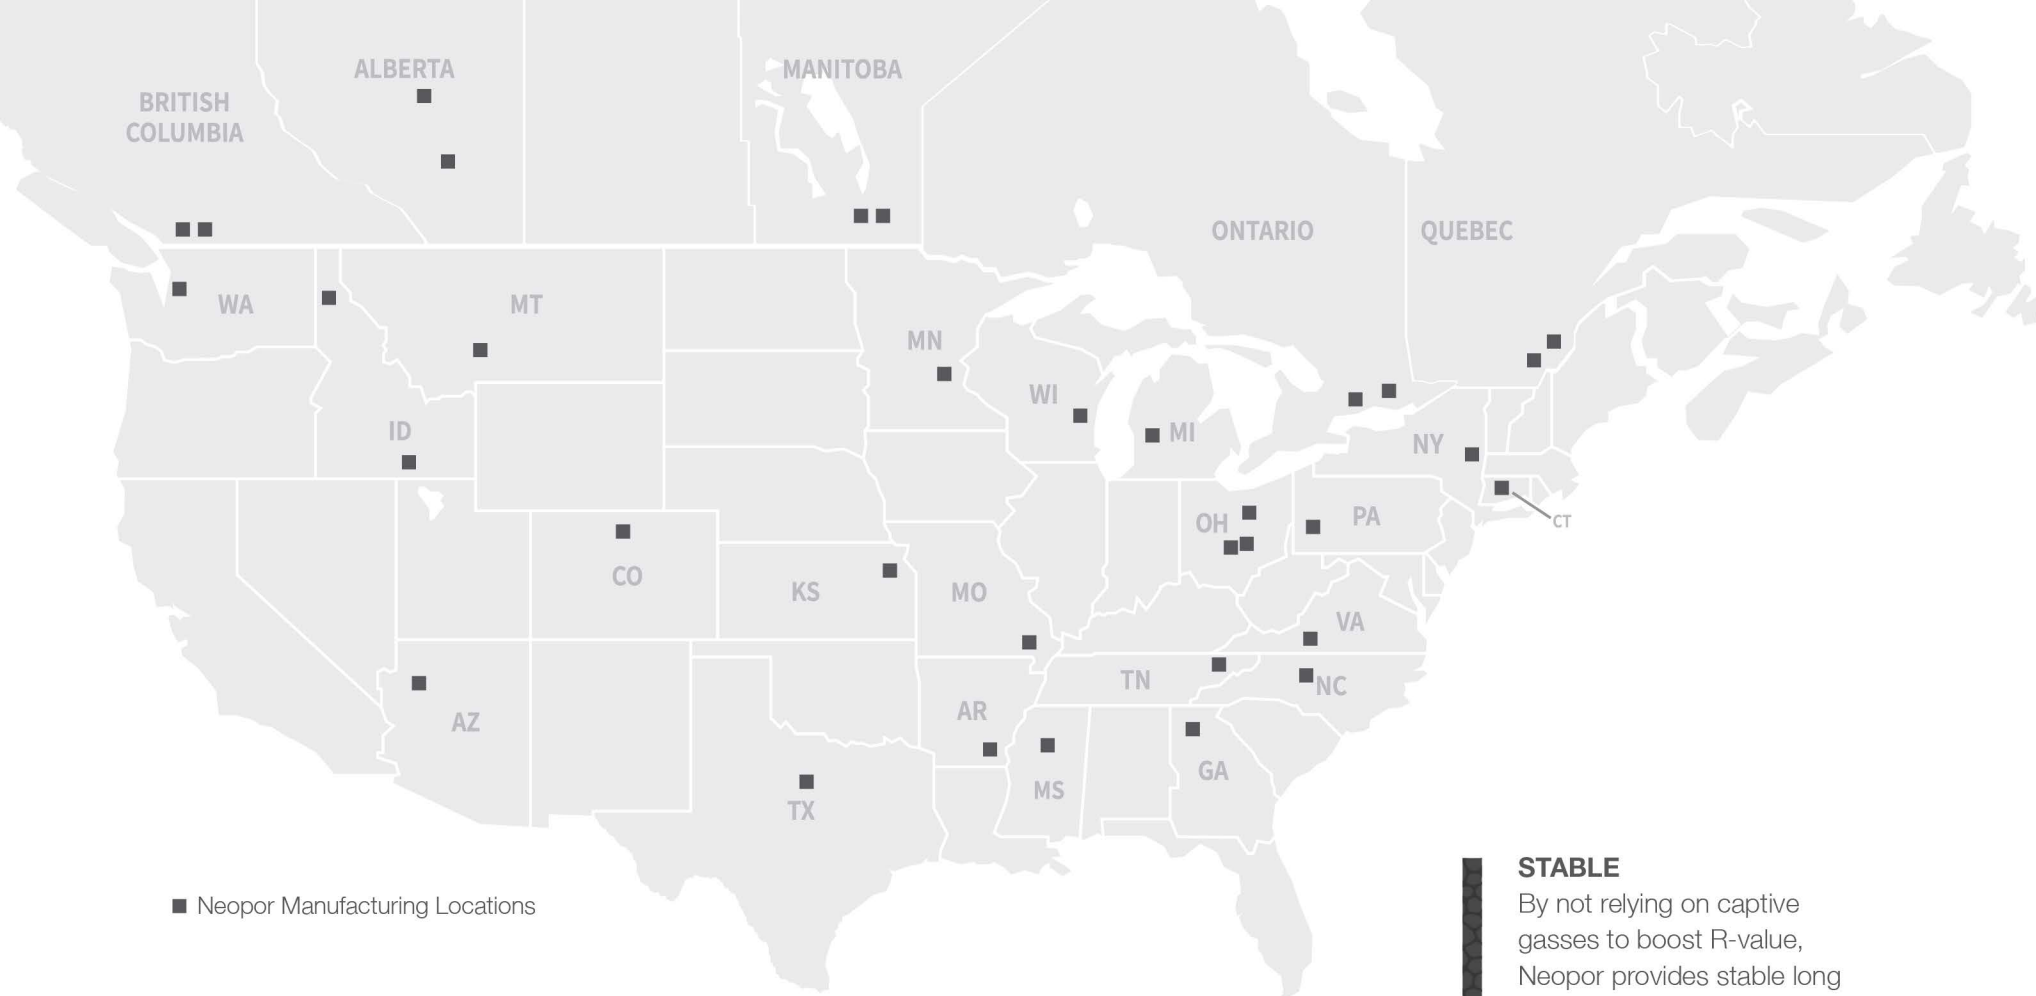 ALBERTA
MANITOBA
BRITISH
COLUMBIA
ONTARIO
QUEBEC
WA
MT
MN
WI
ID
MI
NY
OH
PA
CT
CO
KS
MO
VA
TN
NC
AZ
AR
GA
MS
TX
Neopor Manufacturing Locations
STABLE
By not relying on captive
gasses to boost R-value,
Neopor provides stable long